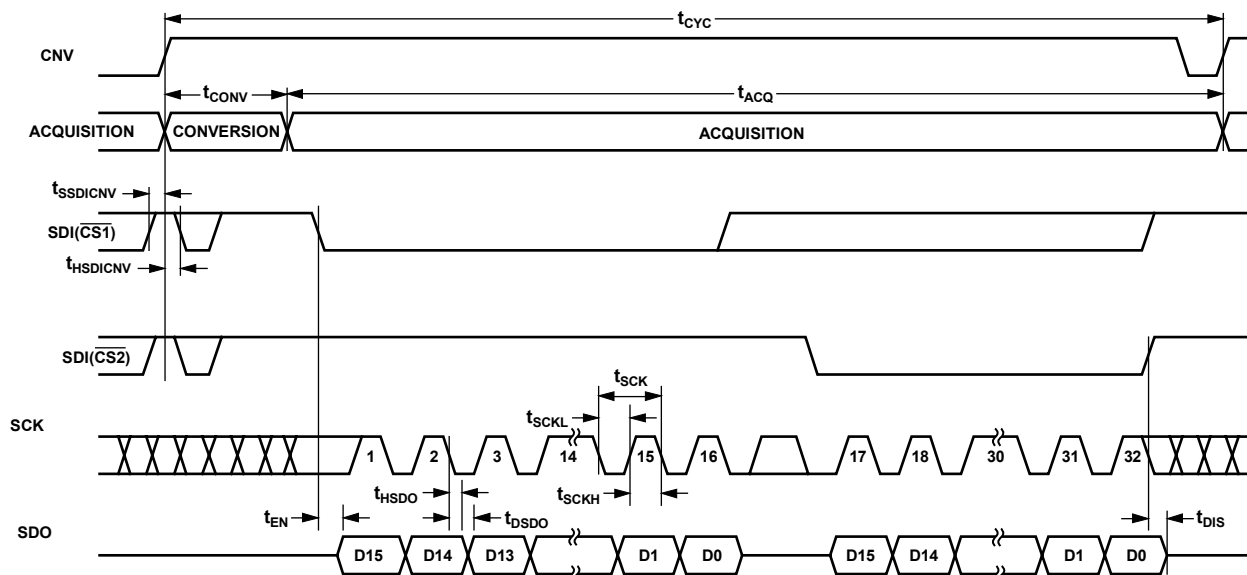 tCYC
CNV
tCONV
tACQ
ACQUISITION
CONVERSION
ACQUISITION
tSSDICNV
SDI(CS1)
tHSDICNV
SDI(CS2)
tSCK
tSCKL
SCK
1 2 3 14 15 16 17 18 30 31 32
tHSDO
tSCKH
tEN
tDSDO
tDIS
SDO
D15 D14 D13 D1 D0 D15 D14 D1 D0